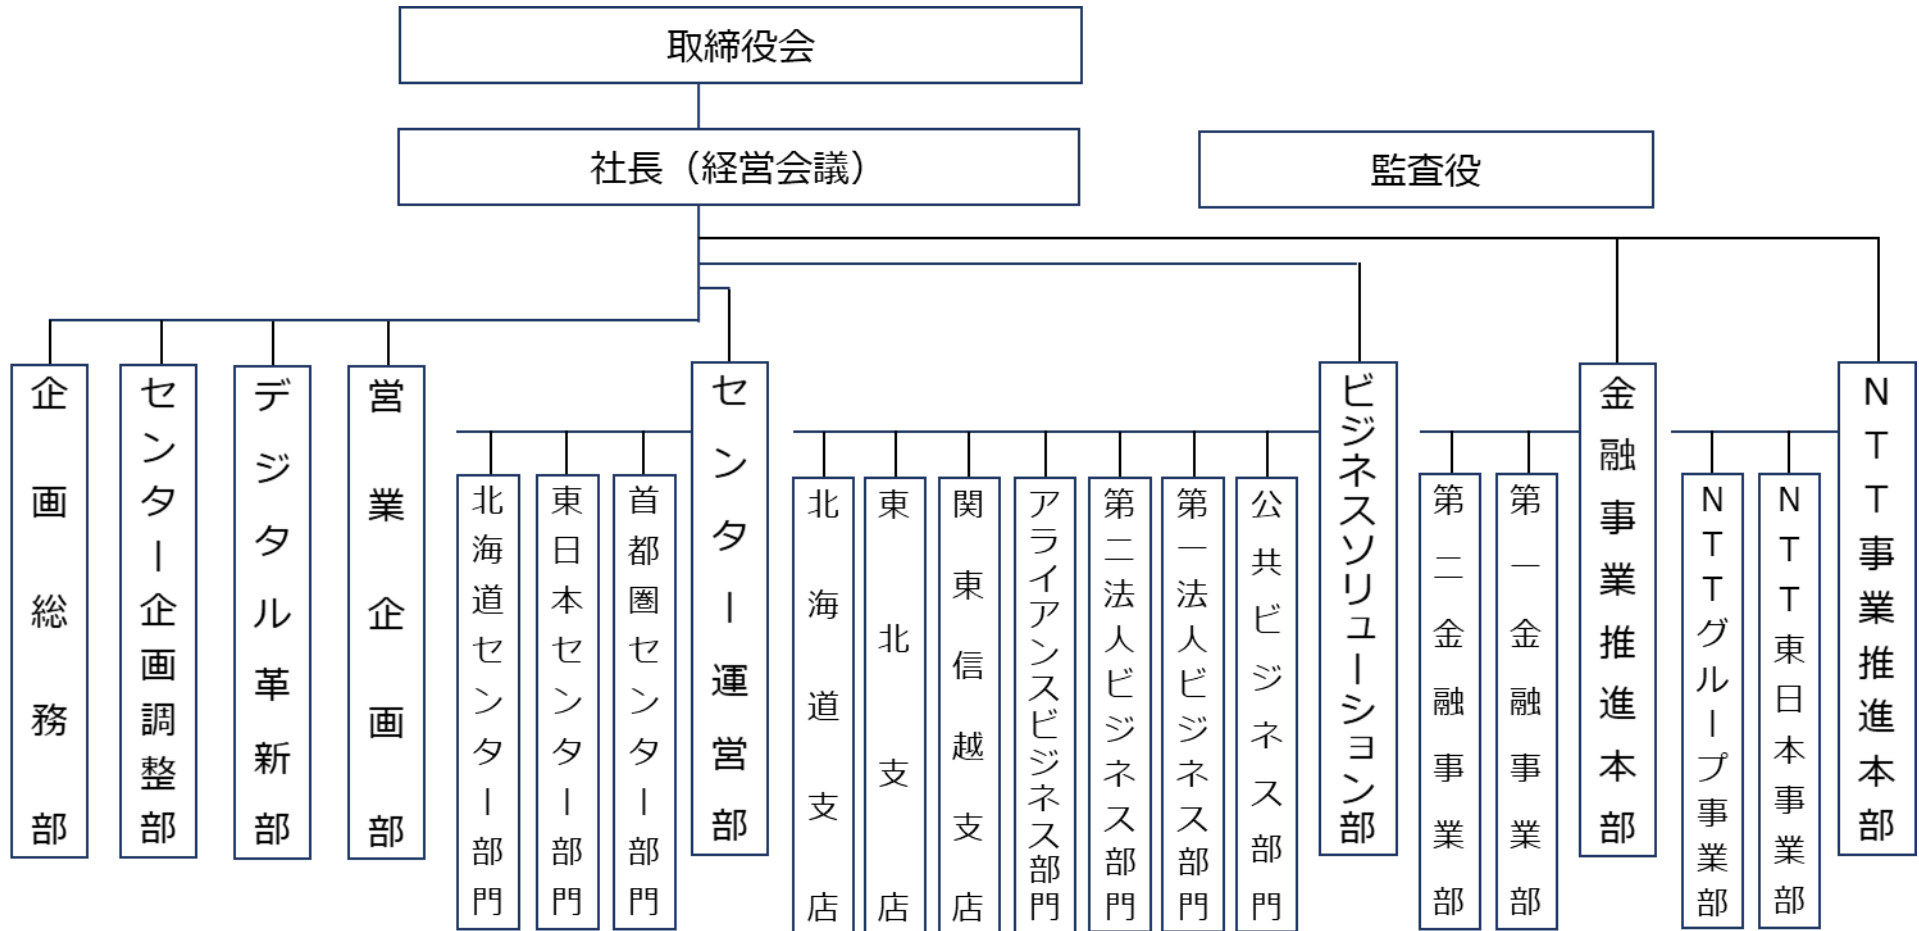 取締役会
社長（経営会議）
監査役
企画総務部
センター企画調整部
デジタル革新部
営業企画部
北海道センター部門
東日本センター部門
首都圏センター部門
センター運営部
北海道支店
東北支店
関東信越支店
アライアンスビジネス部門
第二法人ビジネス部門
第一法人ビジネス部門
公共ビジネス部門
ビジネスソリューション部
第二金融事業部
第一金融事業部
金融事業推進本部
NTTグループ事業部
NTT東日本事業部
NTT事業推進本部